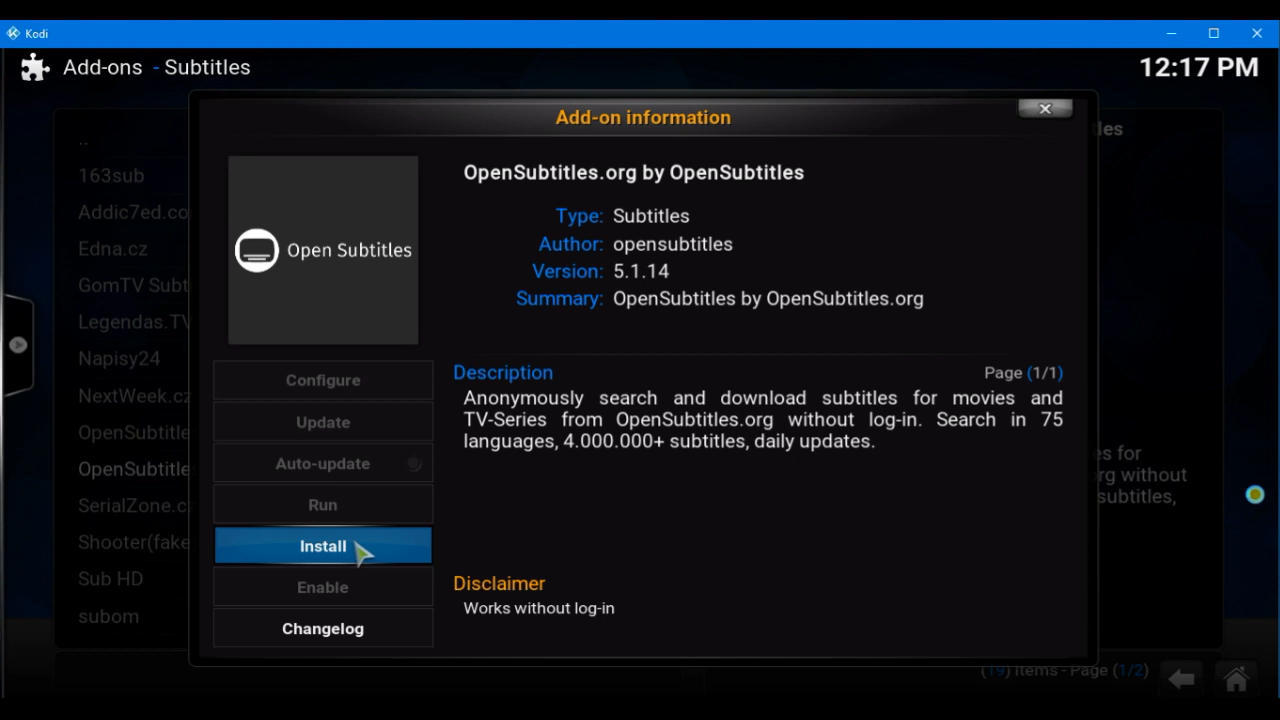 Kodi
Add-ons - Subtitles
12:17 PM
Add-on information
..
163sub
Edna.cz
Napisy24
Sub HD
subom
Open Subtitles
OpenSubtitles.org by OpenSubtitles
Type: Subtitles
Author: opensubtitles
Version: 5.1.14
Summary: OpenSubtitles by OpenSubtitles.org
Configure
Update
Auto-update
Run
Install
Enable
Changelog
Description
Page (1/1)
Anonymously search and download subtitles for movies and
TV-Series from OpenSubtitles.org without log-in. Search in 75
languages, 4.000.000+ subtitles, daily updates.
Disclaimer
Works without log-in
for
without
subtitles,
(19) Items - Page (1/2)